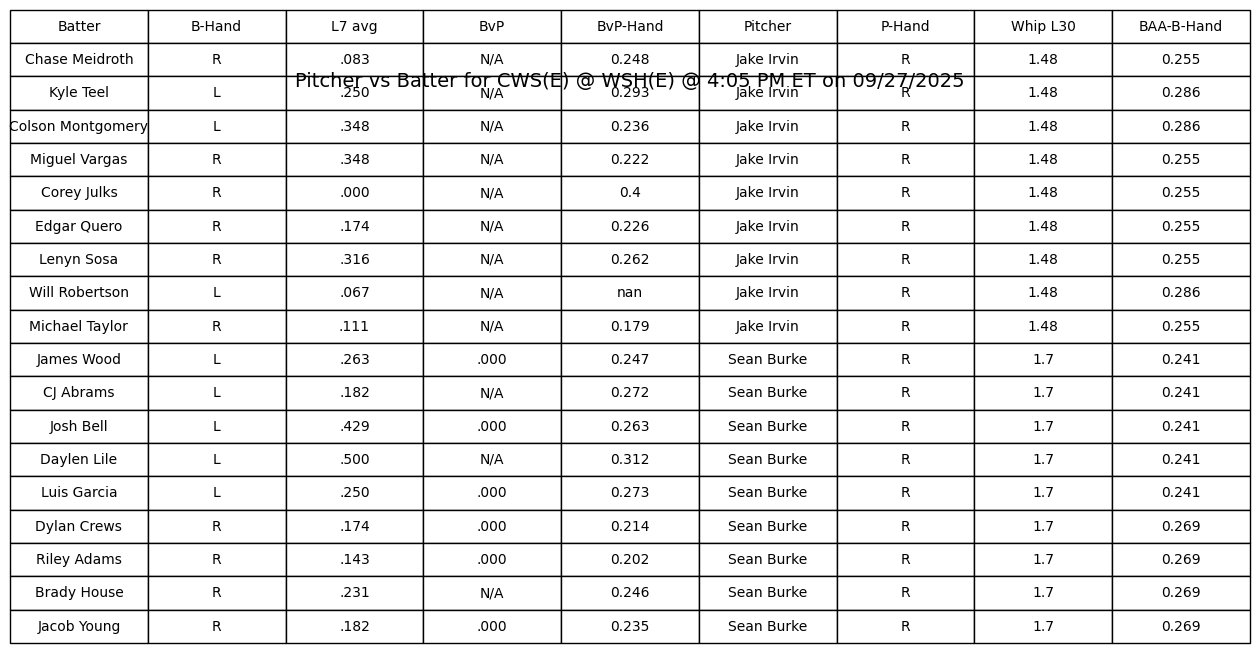 Batter B-Hand L7 avg BvP BvP-Hand Pitcher P-Hand Whip L30 BAA-B-Hand
Chase Meidroth R .083 N/A 0.248 Jake Irvin R 1.48 0.255
Pitcher vs Batter for CWS(E) @ WSH(E) @ 4:05 PM ET on 09/27/2025
Kyle Teel L .250 N/A 0.293 Jake Irvin R 1.48 0.286
Colson Montgomery L .348 N/A 0.236 Jake Irvin R 1.48 0.286
Miguel Vargas R .348 N/A 0.222 Jake Irvin R 1.48 0.255
Corey Julks R .000 N/A 0.4 Jake Irvin R 1.48 0.255
Edgar Quero R .174 N/A 0.226 Jake Irvin R 1.48 0.255
Lenyn Sosa R .316 N/A 0.262 Jake Irvin R 1.48 0.255
Will Robertson L .067 N/A nan Jake Irvin R 1.48 0.286
Michael Taylor R .111 N/A 0.179 Jake Irvin R 1.48 0.255
James Wood L .263 .000 0.247 Sean Burke R 1.7 0.241
CJ Abrams L .182 N/A 0.272 Sean Burke R 1.7 0.241
Josh Bell L .429 .000 0.263 Sean Burke R 1.7 0.241
Daylen Lile L .500 N/A 0.312 Sean Burke R 1.7 0.241
Luis Garcia L .250 .000 0.273 Sean Burke R 1.7 0.241
Dylan Crews R .174 .000 0.214 Sean Burke R 1.7 0.269
Riley Adams R .143 .000 0.202 Sean Burke R 1.7 0.269
Brady House R .231 N/A 0.246 Sean Burke R 1.7 0.269
Jacob Young R .182 .000 0.235 Sean Burke R 1.7 0.269